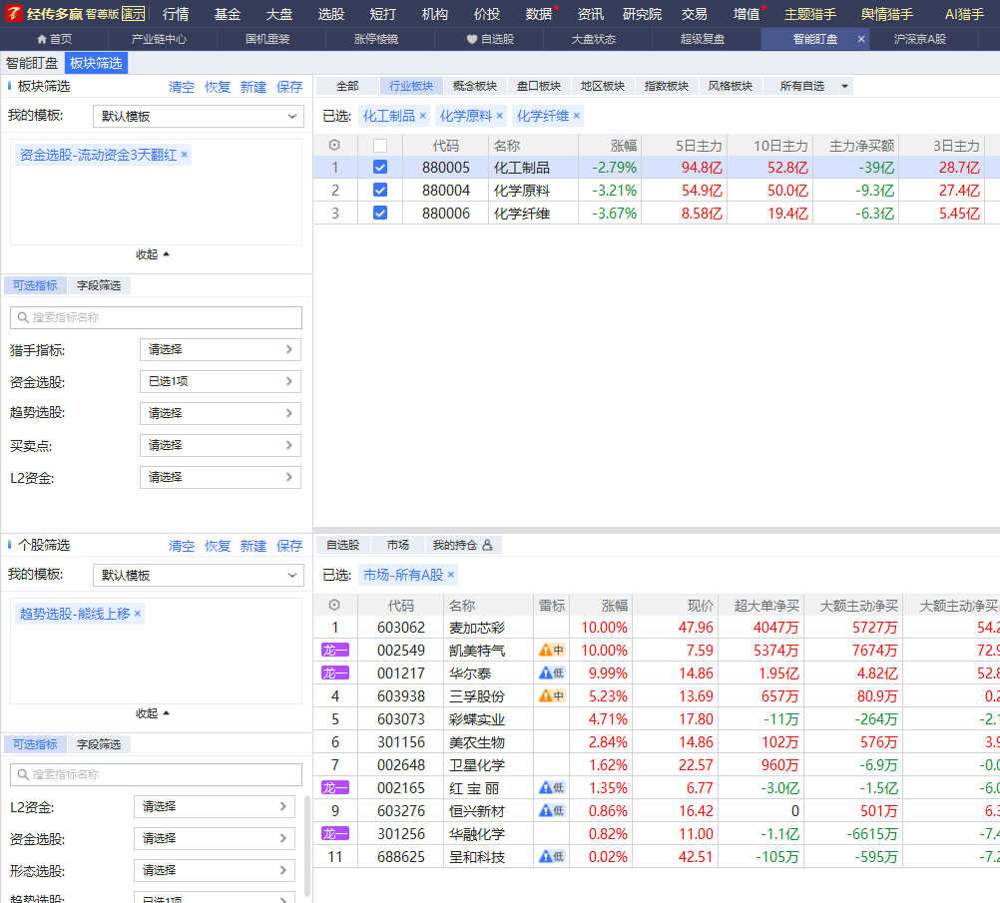 轻传多赢 智尊版 演示 行情 基金 大盘 选股 短打 机构 价投 数据 资讯 研究院 交易 增值 主题猎手 舆情猎手 AI猎手
首页 产业链中心 国机重装 涨停棱镜 自选股 大盘状态 超级复盘 智能盯盘 × 沪深京A股
智能盯盘 板块筛选
板块筛选 清空 恢复 新建 保存
我的模板: 默认模板
资金选股-流动资金3天翻红 ×
收起
可选指标 字段筛选
搜索指标名称
猎手指标: 请选择
资金选股: 已选1项
趋势选股: 请选择
买卖点: 请选择
L2资金: 请选择
全部 行业板块 概念板块 盘口板块 地区板块 指数板块 风格板块 所有自选
已选: 化工制品 × 化学原料 × 化学纤维 ×
代码 名称 涨幅 5日主力 10日主力 主力净买额 3日主力
1 880005 化工制品 -2.79% 94.8亿 52.8亿 -39亿 28.7亿
2 880004 化学原料 -3.21% 54.9亿 50.0亿 -9.3亿 27.4亿
3 880006 化学纤维 -3.67% 8.58亿 19.4亿 -6.3亿 5.45亿
个股筛选 清空 恢复 新建 保存
我的模板: 默认模板
趋势选股-熊线上移 ×
收起
可选指标 字段筛选
搜索指标名称
L2资金: 请选择
资金选股: 请选择
形态选股: 请选择
趋势选股: 已选1项
自选股 市场 我的持仓
已选: 市场-所有A股 ×
代码 名称 雷标 涨幅 现价 超大单净买 大额主动净买 大额主动净买
1 603062 麦加芯彩 10.00% 47.96 4047万 5727万 54.2
龙一 002549 凯美特气 中 10.00% 7.59 5374万 7674万 72.9
龙一 001217 华尔泰 低 9.99% 14.86 1.95亿 4.82亿 52.8
4 603938 三孚股份 中 5.23% 13.69 657万 80.9万 0.2
5 603073 彩蝶实业 4.71% 17.80 -11万 -264万 -2.1
6 301156 美农生物 2.84% 14.86 102万 576万 3.9
7 002648 卫星化学 1.62% 22.57 960万 -6.9万 -0.0
龙一 002165 红 宝 丽 低 1.35% 6.77 -3.0亿 -1.5亿 -6.0
9 603276 恒兴新材 低 0.86% 16.42 0 501万 6.3
龙一 301256 华融化学 0.82% 11.00 -1.1亿 -6615万 -7.4
11 688625 呈和科技 低 0.02% 42.51 -105万 -595万 -7.2